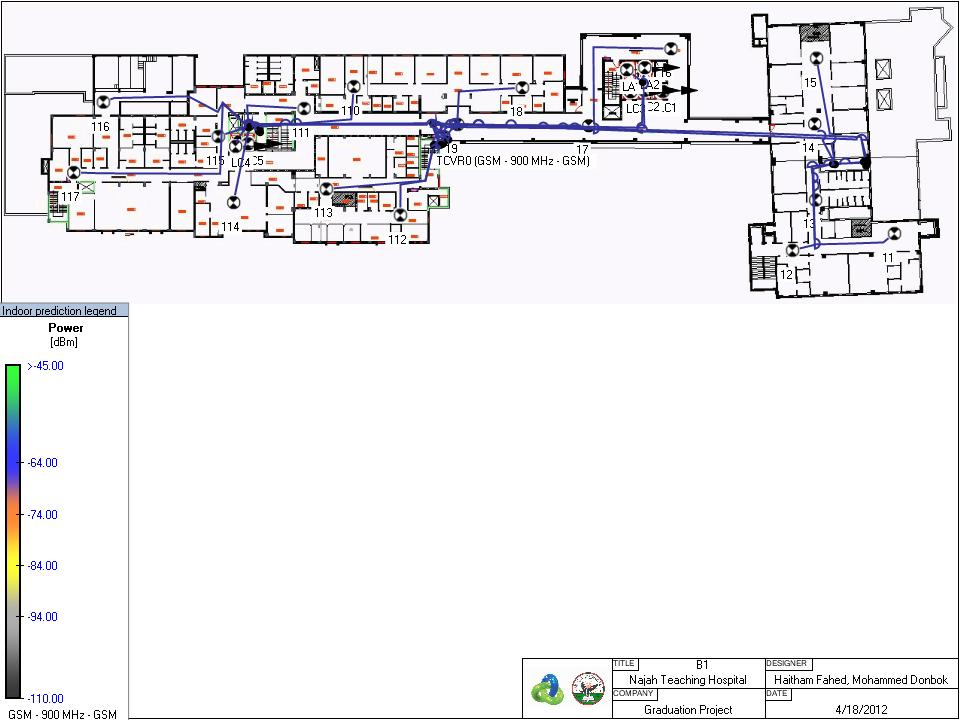 16
LA1
A2
15
116
110
18
LC3
C2
LC1
111
14
115
LC4
C5
19
17
TCVR0 (GSM - 900 MHz - GSM)
117
113
114
112
13
11
12
Indoor prediction legend
Power
[dBm]
>-45.00
-64.00
-74.00
-84.00
-94.00
-110.00
GSM - 900 MHz - GSM
TITLE
B1
Najah Teaching Hospital
DESIGNER
Haitham Fahed, Mohammed Donbok
COMPANY
Graduation Project
DATE
4/18/2012